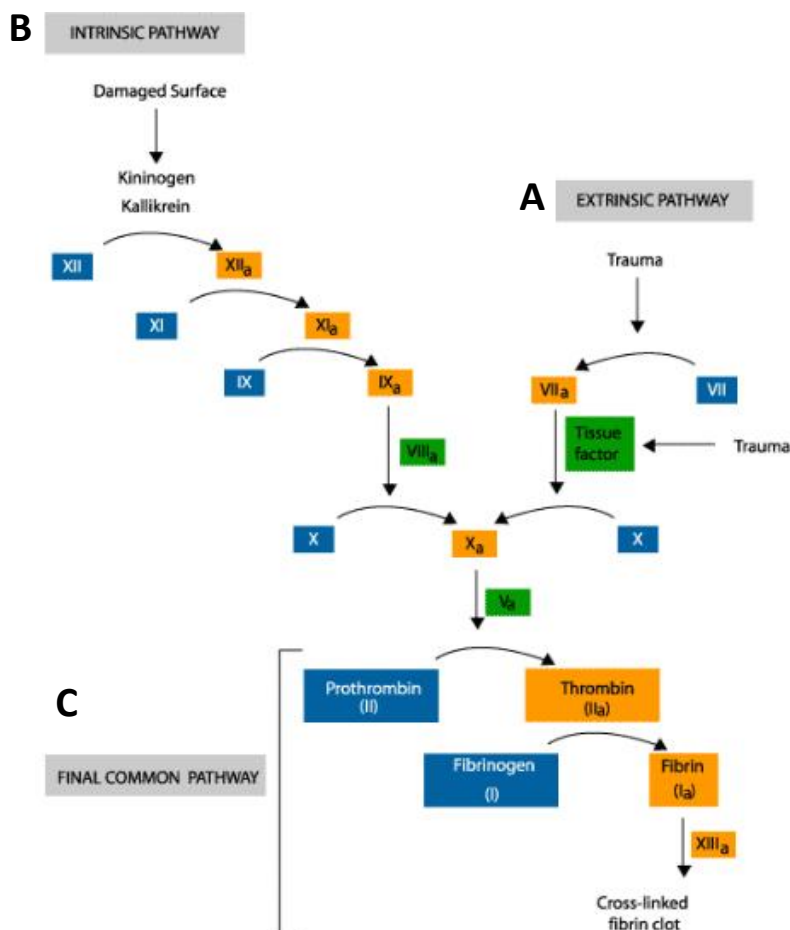 B
INTRINSIC PATHWAY
Damaged Surface
Kininogen
Kallikrein
A
EXTRINSIC PATHWAY
Trauma
XII
XIIa
XI
XIa
IX
IXa
VIIa
VII
VIIIa
Tissue
factor
Trauma
X
Xa
X
Va
C
FINAL COMMON PATHWAY
Prothrombin
(II)
Thrombin
(IIa)
Fibrinogen
(I)
Fibrin
(Ia)
XIIIa
Cross-linked
fibrin clot